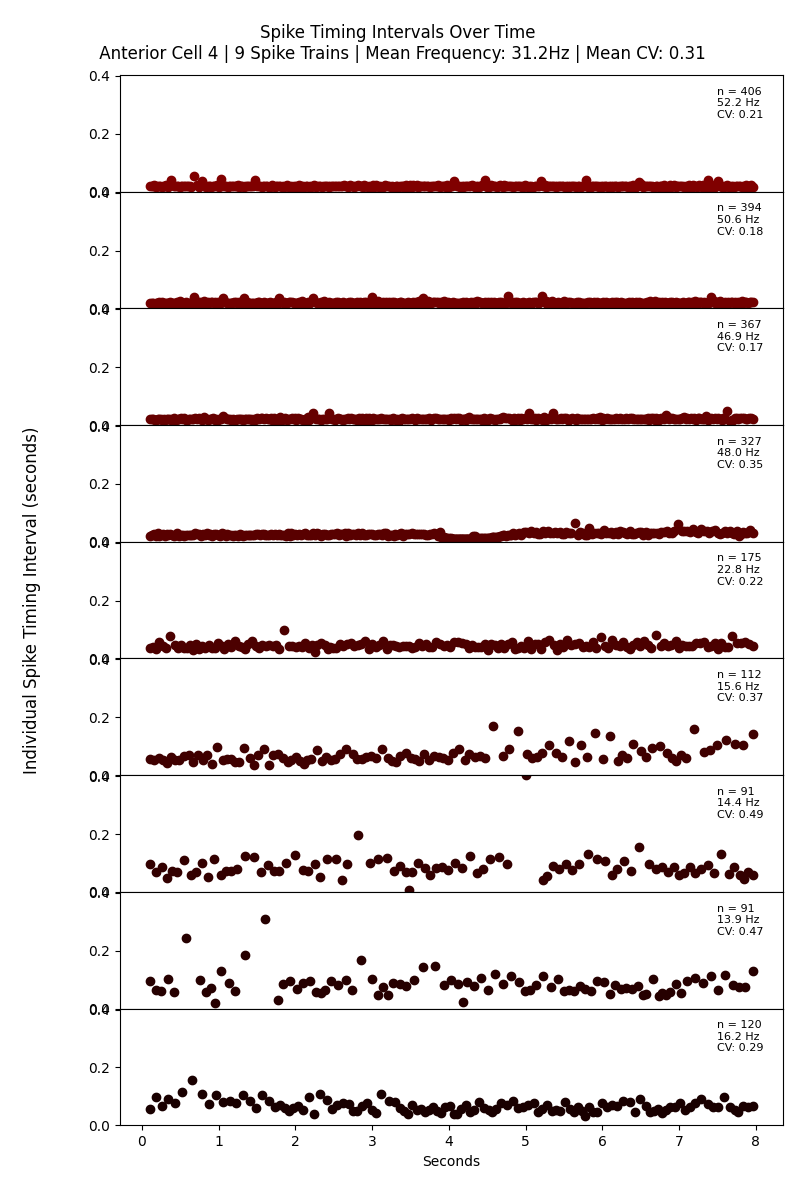 Spike Timing Intervals Over Time
Anterior Cell 4 | 9 Spike Trains | Mean Frequency: 31.2Hz | Mean CV: 0.31
Individual Spike Timing Interval (seconds)
0.4
0.2
0.0
n = 406
52.2 Hz
CV: 0.21
0.4
0.2
0.0
n = 394
50.6 Hz
CV: 0.18
0.4
0.2
0.0
n = 367
46.9 Hz
CV: 0.17
0.4
0.2
0.0
n = 327
48.0 Hz
CV: 0.35
0.4
0.2
0.0
n = 175
22.8 Hz
CV: 0.22
0.4
0.2
0.0
n = 112
15.6 Hz
CV: 0.37
0.4
0.2
0.0
n = 91
14.4 Hz
CV: 0.49
0.4
0.2
0.0
n = 91
13.9 Hz
CV: 0.47
0.4
0.2
0.0
n = 120
16.2 Hz
CV: 0.29
0 1 2 3 4 5 6 7 8
Seconds